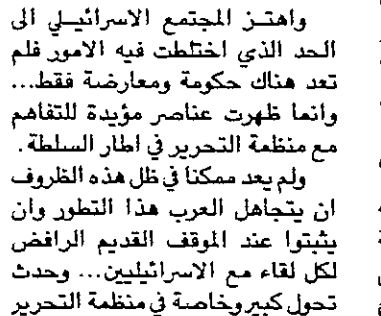 واهتـز المجتمع الاسرائيـلي الى
الحد الذي اختلطت فيه الامور فلم
تعد هناك حكومة ومعارضة فقط...
وانما ظهرت عناصر مؤيدة للتفاهم
مع منظمة التحرير في اطار السلطة.
ولم يعد ممكنا في ظل هذه الظروف
ان يتجاهل العرب هذا التطور وان
يثبتوا عند الموقف القديم الرافض
لكل لقاء مع الاسرائيليين... وحدث
تحول كبير وخاصة في منظمة التحرير